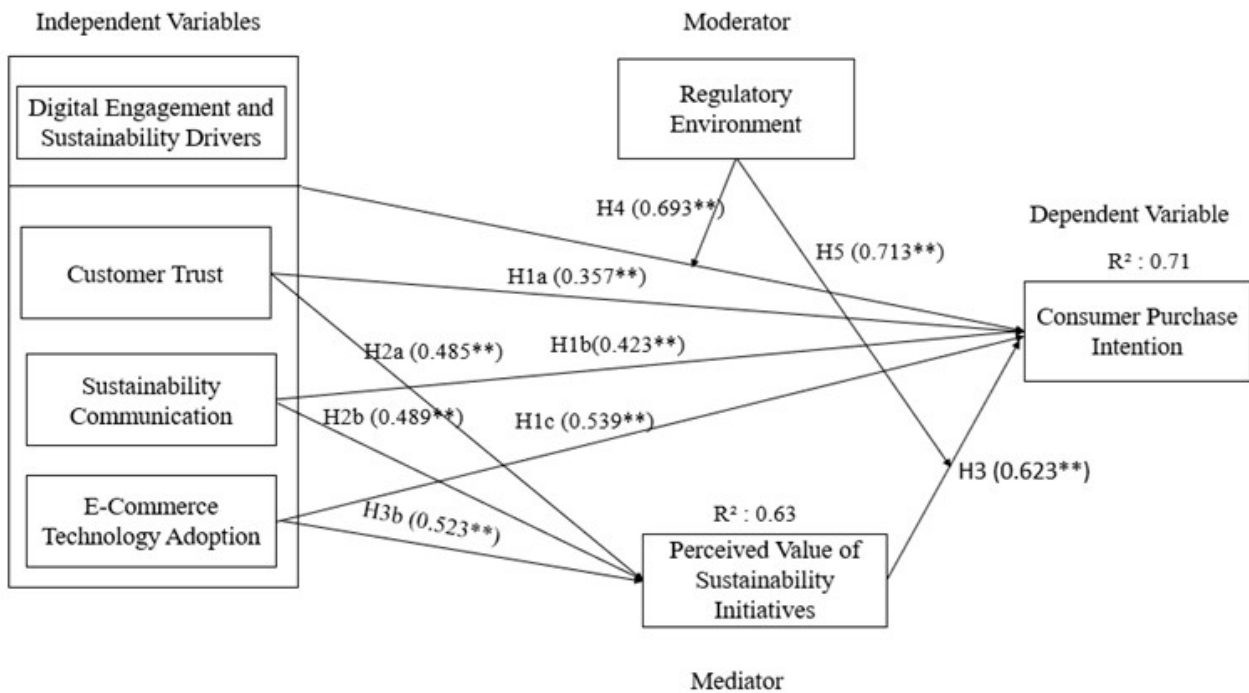 Independent Variables
Moderator
Digital Engagement and
Sustainability Drivers
Regulatory
Environment
H4 (0.693**)
Dependent Variable
H5 (0.713**)
R² : 0.71
Customer Trust
H1a (0.357**)
Consumer Purchase
Intention
H2a (0.485**)
H1b(0.423**)
Sustainability
Communication
H2b (0.489**)
H1c (0.539**)
H3 (0.623**)
E-Commerce
Technology Adoption
H3b (0.523**)
R² : 0.63
Perceived Value of
Sustainability
Initiatives
Mediator